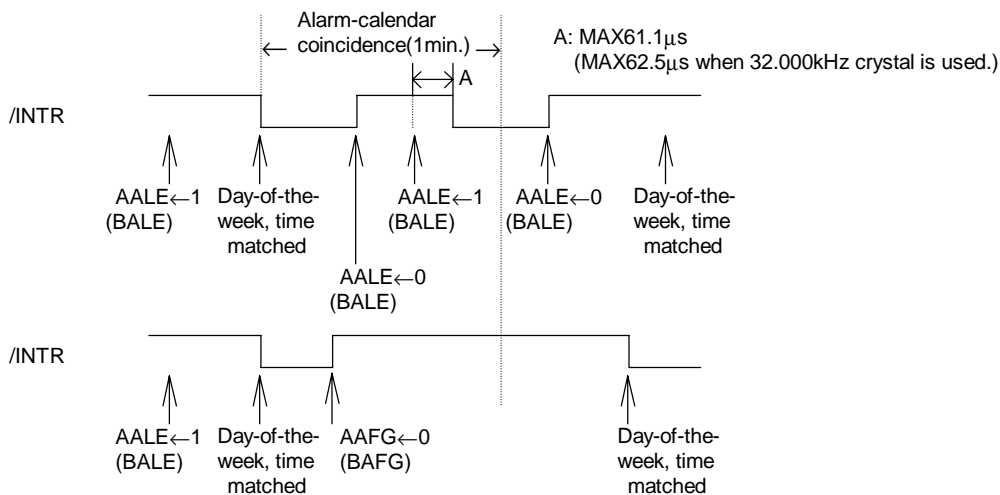 Alarm-calendar
coincidence(1min.)
A: MAX61.1μs
(MAX62.5μs when 32.000kHz crystal is used.)
A
/INTR
AALE←1
(BALE)
Day-of-the-
week, time
matched
AALE←0
(BALE)
AALE←1
(BALE)
AALE←0
(BALE)
Day-of-the-
week, time
matched
/INTR
AALE←1
(BALE)
Day-of-the-
week, time
matched
AAFG←0
(BAFG)
Day-of-the-
week, time
matched